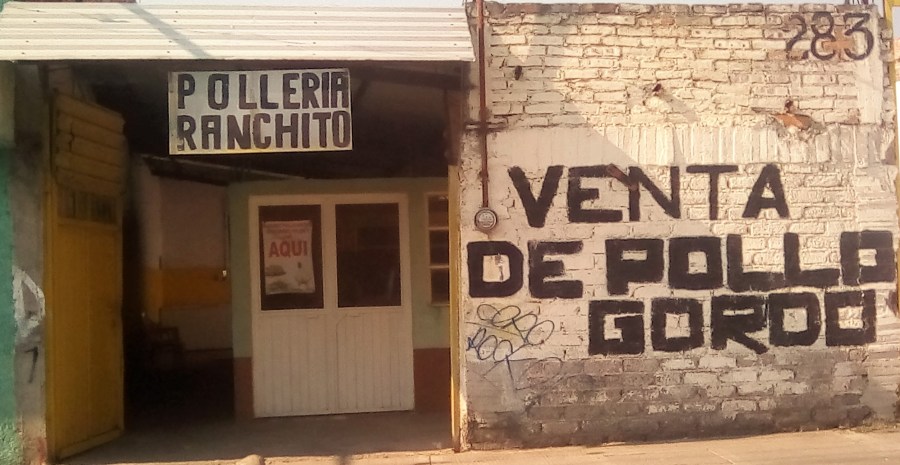 POLLERIA
RANCHITO
AQUI
283
VENTA
DE POLLO
GORDO